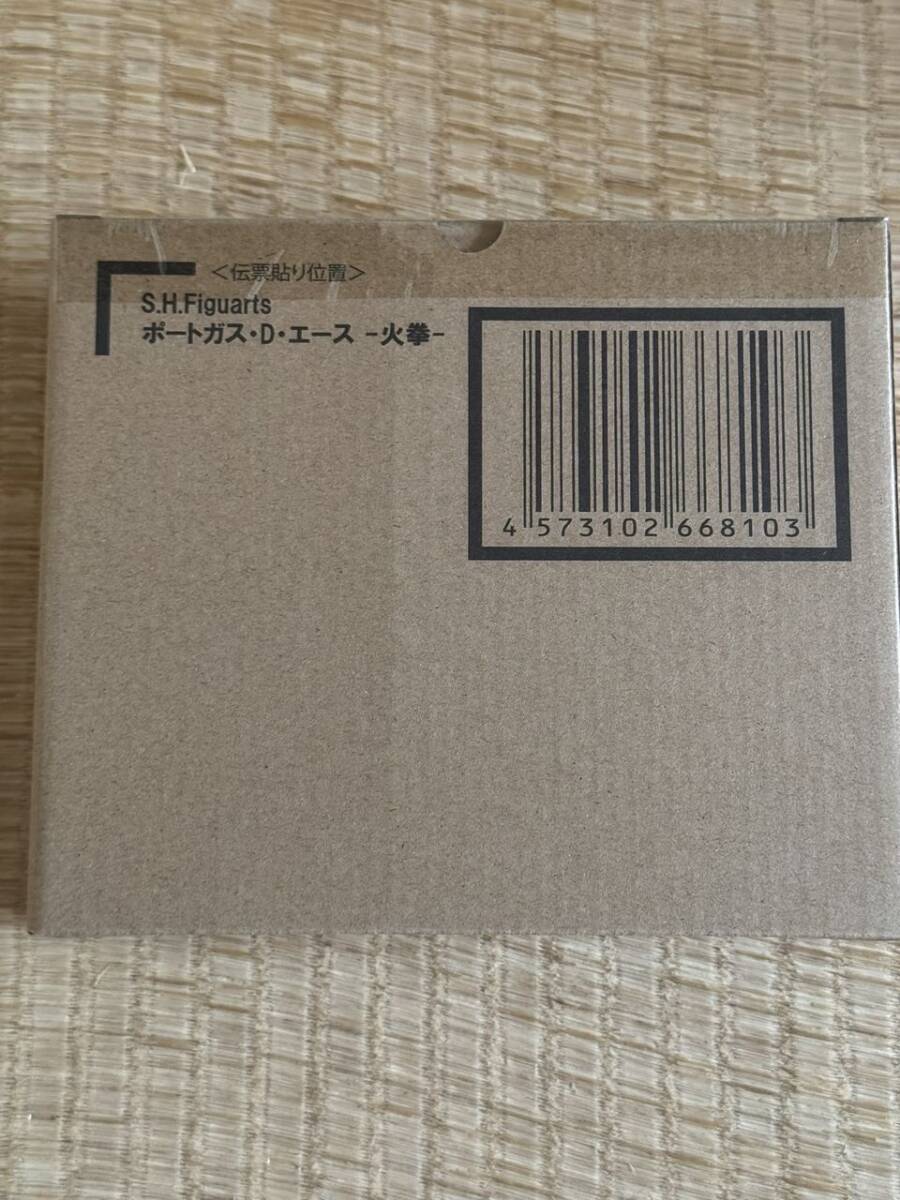 <伝票貼り位置>
S.H.Figuarts
ポートガス・D・エース -火拳-
4 573102 668103